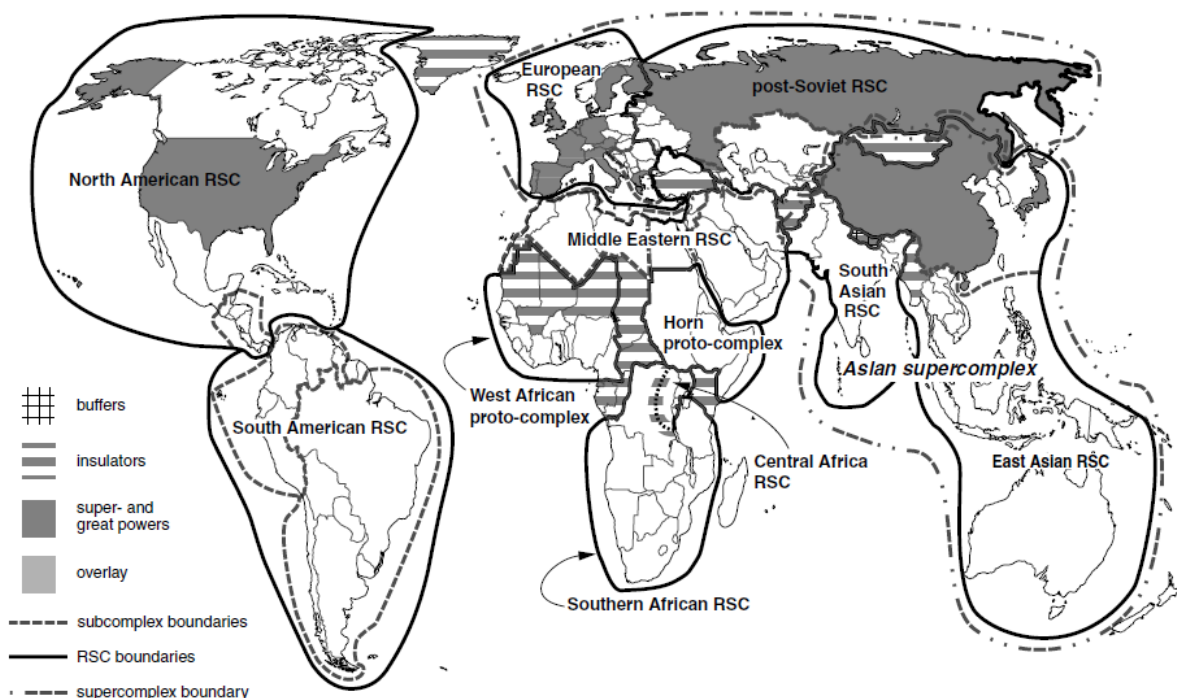 European
RSC
post-Soviet RSC
North American RSC
Middle Eastern RSC
South
Asian
RSC
Horn
proto-complex
Asian supercomplex
West African
proto-complex
South American RSC
Central Africa
RSC
East Asian RSC
Southern African RSC
buffers
insulators
super- and
great powers
overlay
subcomplex boundaries
RSC boundaries
supercomplex boundary